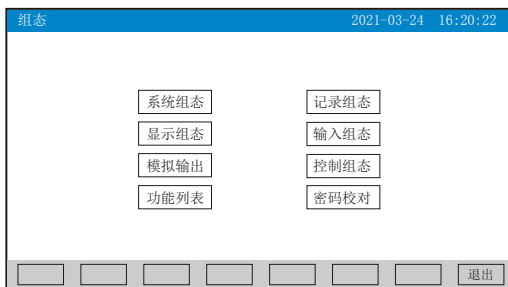 组态 2021-03-24 16:20:22
系统组态 记录组态
显示组态 输入组态
模拟输出 控制组态
功能列表 密码校对
退出